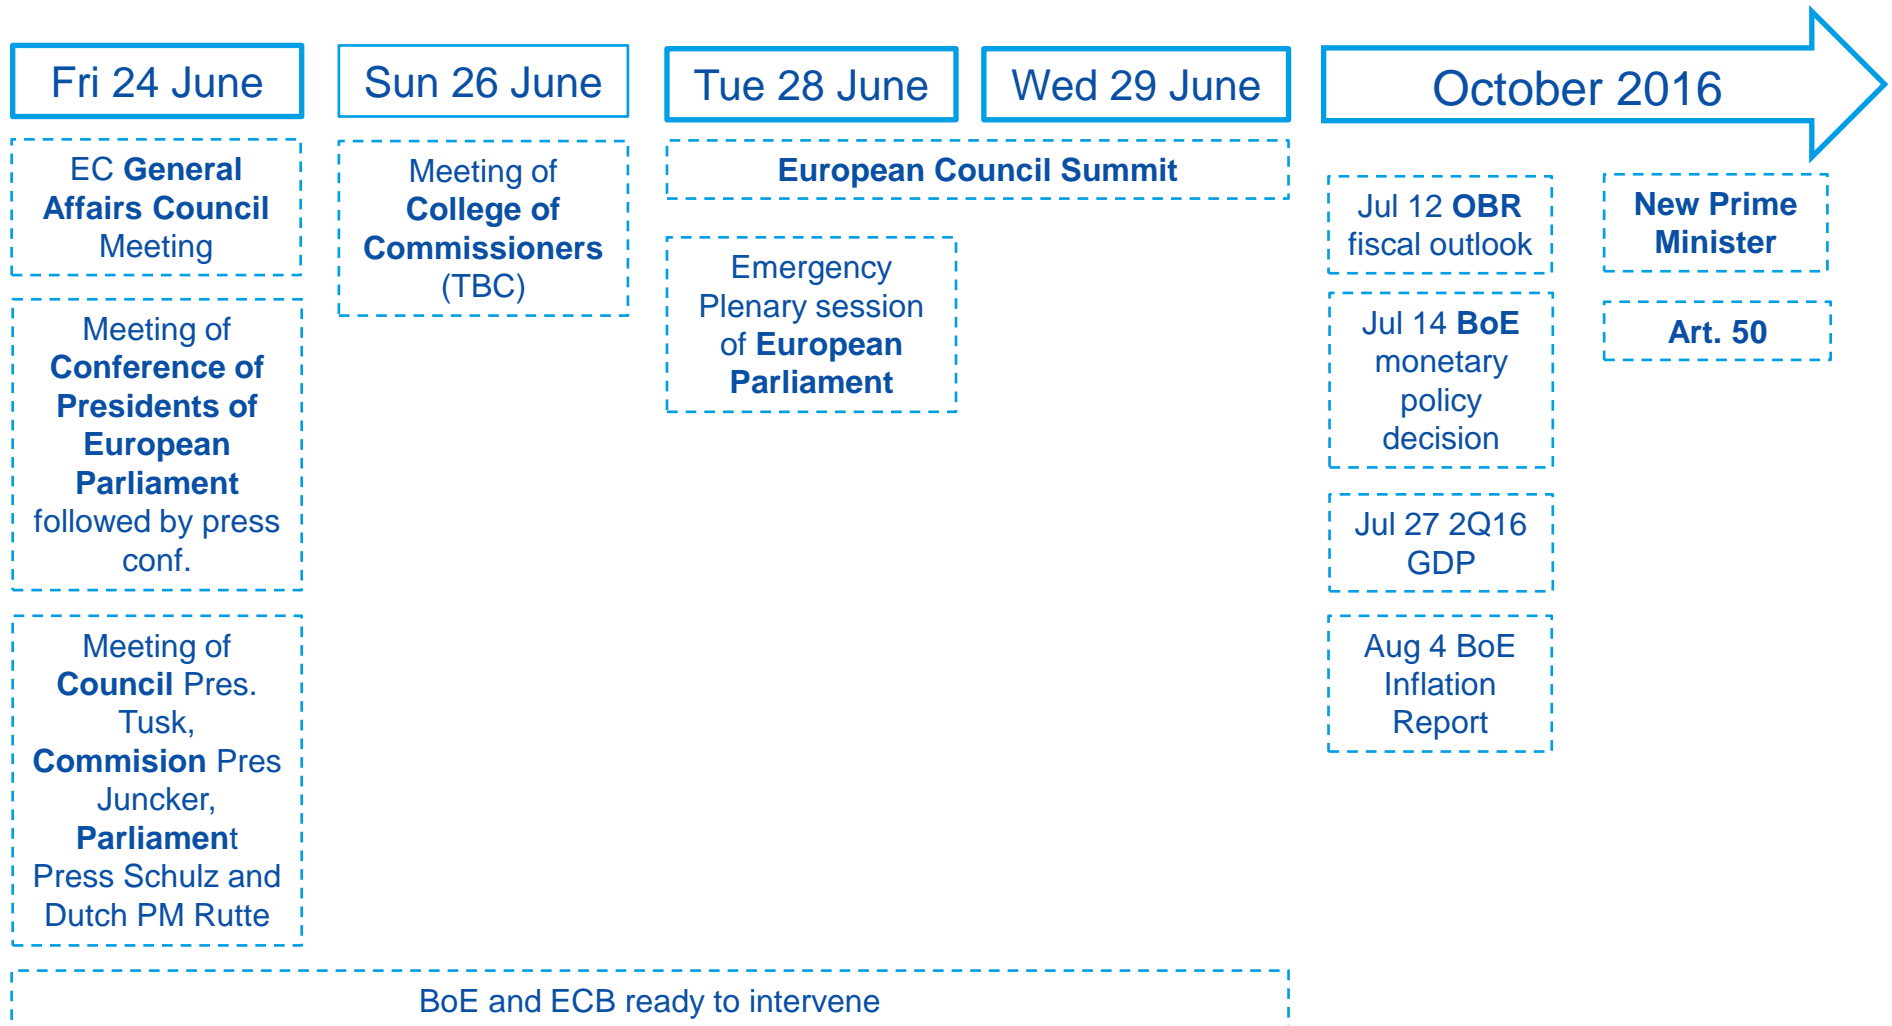 Fri 24 June
Sun 26 June
Tue 28 June
Wed 29 June
October 2016
EC General
Affairs Council
Meeting
Meeting of
Conference of
Presidents of
European
Parliament
followed by press
conf.
Meeting of
Council Pres.
Tusk,
Commision Pres
Juncker,
Parliament
Press Schulz and
Dutch PM Rutte
Meeting of
College of
Commissioners
(TBC)
European Council Summit
Emergency
Plenary session
of European
Parliament
Jul 12 OBR
fiscal outlook
Jul 14 BoE
monetary
policy
decision
Jul 27 2Q16
GDP
Aug 4 BoE
Inflation
Report
New Prime
Minister
Art. 50
BoE and ECB ready to intervene